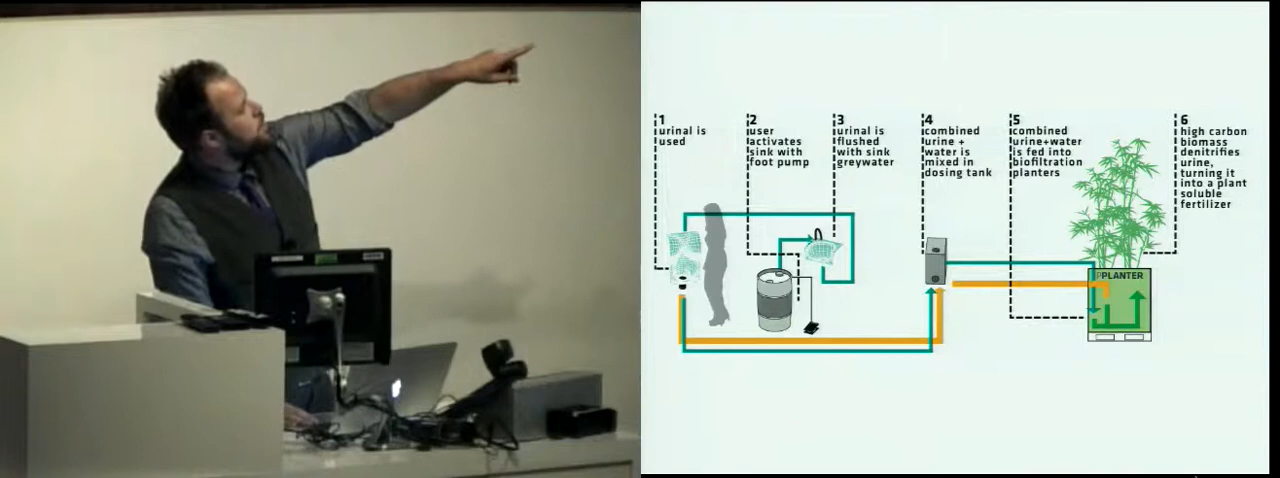 1
urinal is
used
2
user
activates
sink with
foot pump
3
urinal is
flushed
with sink
greywater
4
combined
urine +
water is
mixed in
dosing tank
5
combined
urine+water
is fed into
biofiltration
planters
6
high carbon
biomass
denitrifies
urine,
turning it
into a plant
soluble
fertilizer
PPLANTER